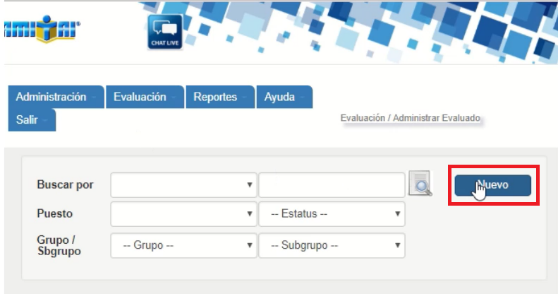 CHAT LIVE
Administración Evaluación Reportes Ayuda
Salir
Evaluación / Administrar Evaluado
Buscar por Nuevo
Puesto -- Estatus --
Grupo / -- Grupo -- -- Subgrupo --
Sbgrupo